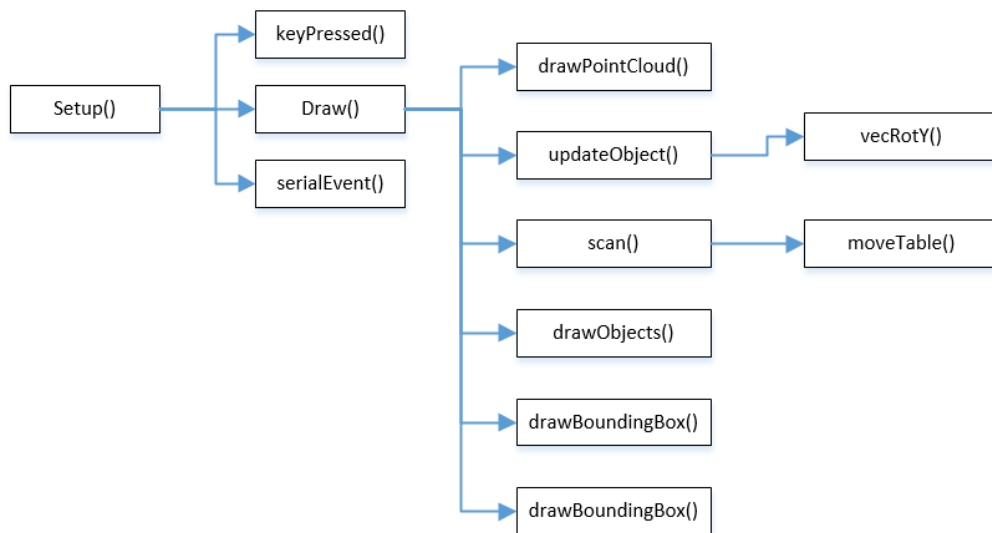 keyPressed()
Setup()
Draw()
serialEvent()
drawPointCloud()
updateObject()
vecRotY()
scan()
moveTable()
drawObjects()
drawBoundingBox()
drawBoundingBox()